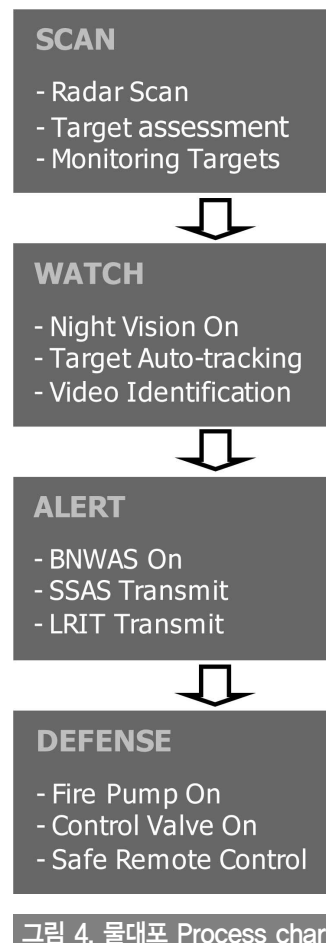 SCAN
- Radar Scan
- Target assessment
- Monitoring Targets
WATCH
- Night Vision On
- Target Auto-tracking
- Video Identification
ALERT
- BNWAS On
- SSAS Transmit
- LRIT Transmit
DEFENSE
- Fire Pump On
- Control Valve On
- Safe Remote Control
그림 4. 물대포 Process char